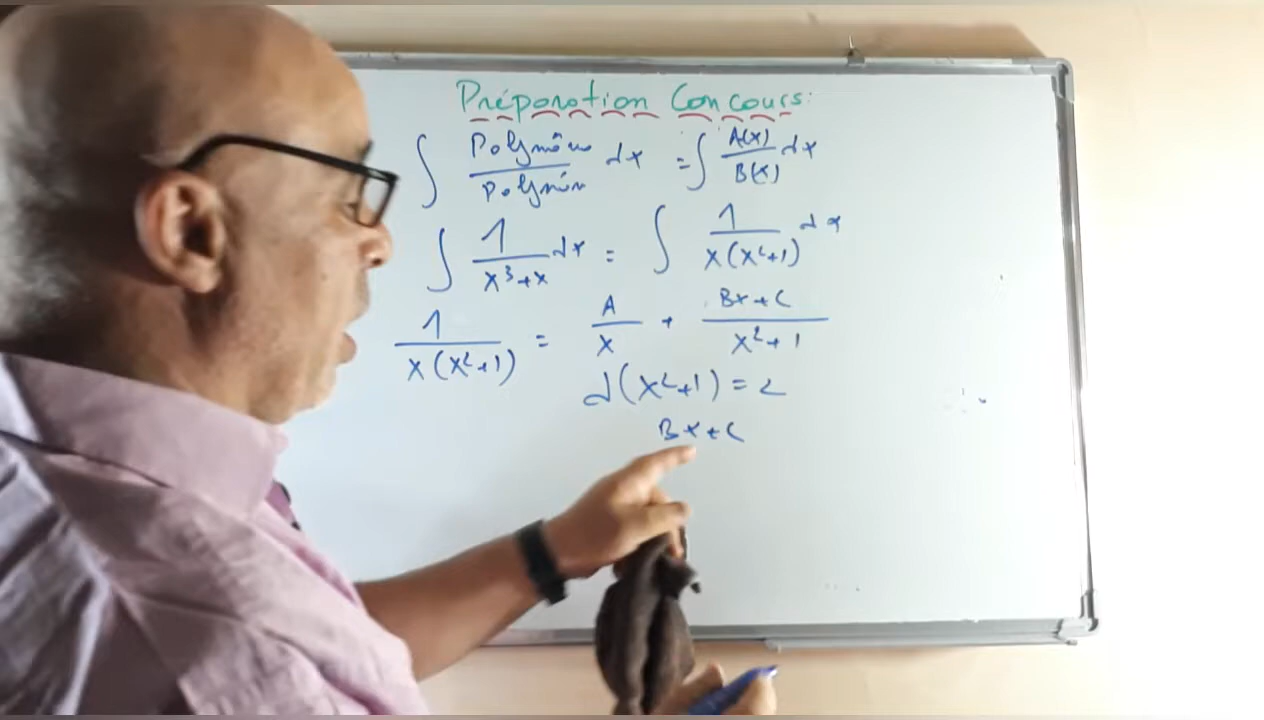 Préparation Concours:
∫ Polynôme / Polynôm dx = ∫ A(x)/B(x) dx
∫ 1/(x³+x) dx = ∫ 1/(x(x²+1)) dx
1/(x(x²+1)) = A/x + (Bx+C)/(x²+1)
d(x²+1) = 2
Bx+C